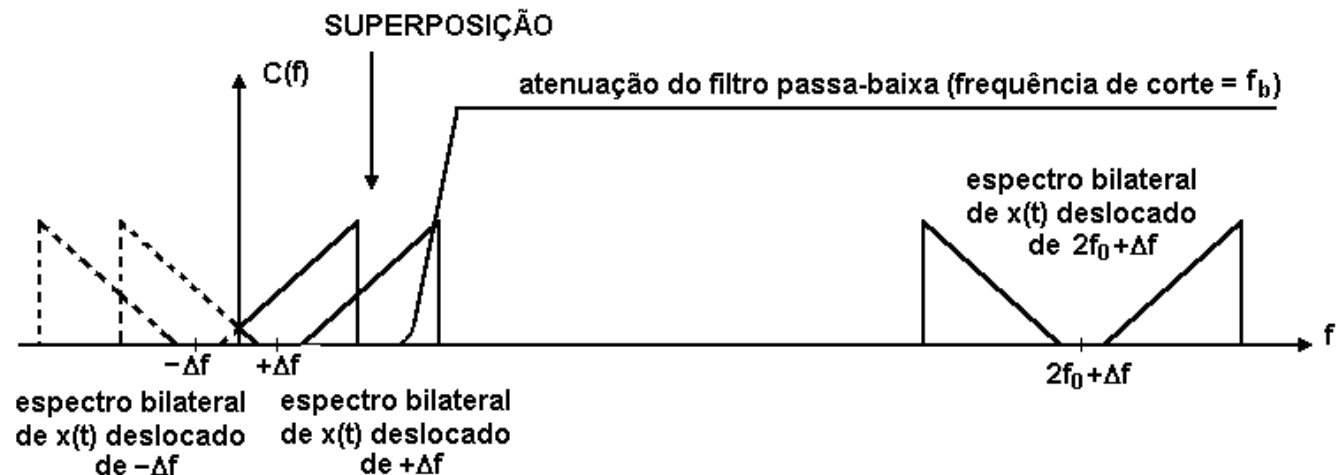 SUPERPOSIÇÃO
C(f)
atenuação do filtro passa-baixa (frequência de corte = f_b)
espectro bilateral
de x(t) deslocado
de 2f₀+Δf
f
−Δf
+Δf
2f₀+Δf
espectro bilateral
de x(t) deslocado
de −Δf
espectro bilateral
de x(t) deslocado
de +Δf